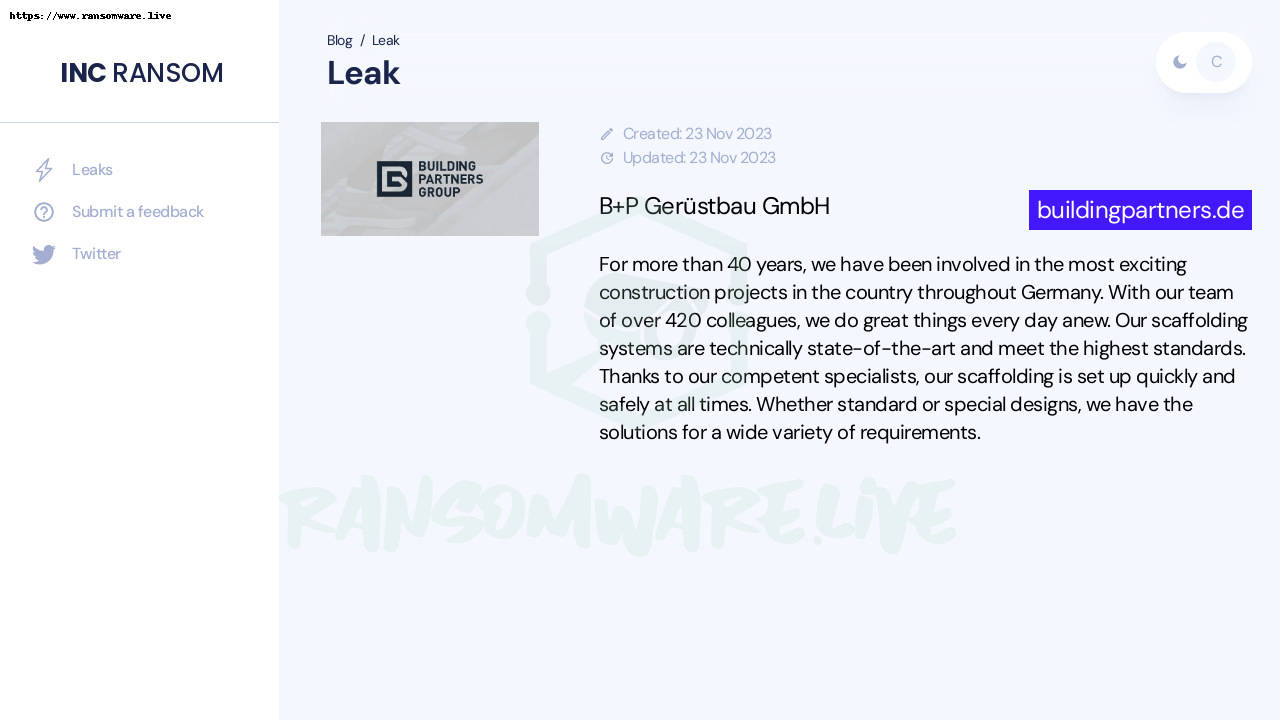 https://www.ransomware.live
INC RANSOM
Leaks
Submit a feedback
Twitter
Blog / Leak
Leak
C
BUILDING
PARTNERS
GROUP
Created: 23 Nov 2023
Updated: 23 Nov 2023
B+P Gerüstbau GmbH
buildingpartners.de
For more than 40 years, we have been involved in the most exciting
construction projects in the country throughout Germany. With our team
of over 420 colleagues, we do great things every day anew. Our scaffolding
systems are technically state-of-the-art and meet the highest standards.
Thanks to our competent specialists, our scaffolding is set up quickly and
safely at all times. Whether standard or special designs, we have the
solutions for a wide variety of requirements.
RANSOMWARE.LIVE